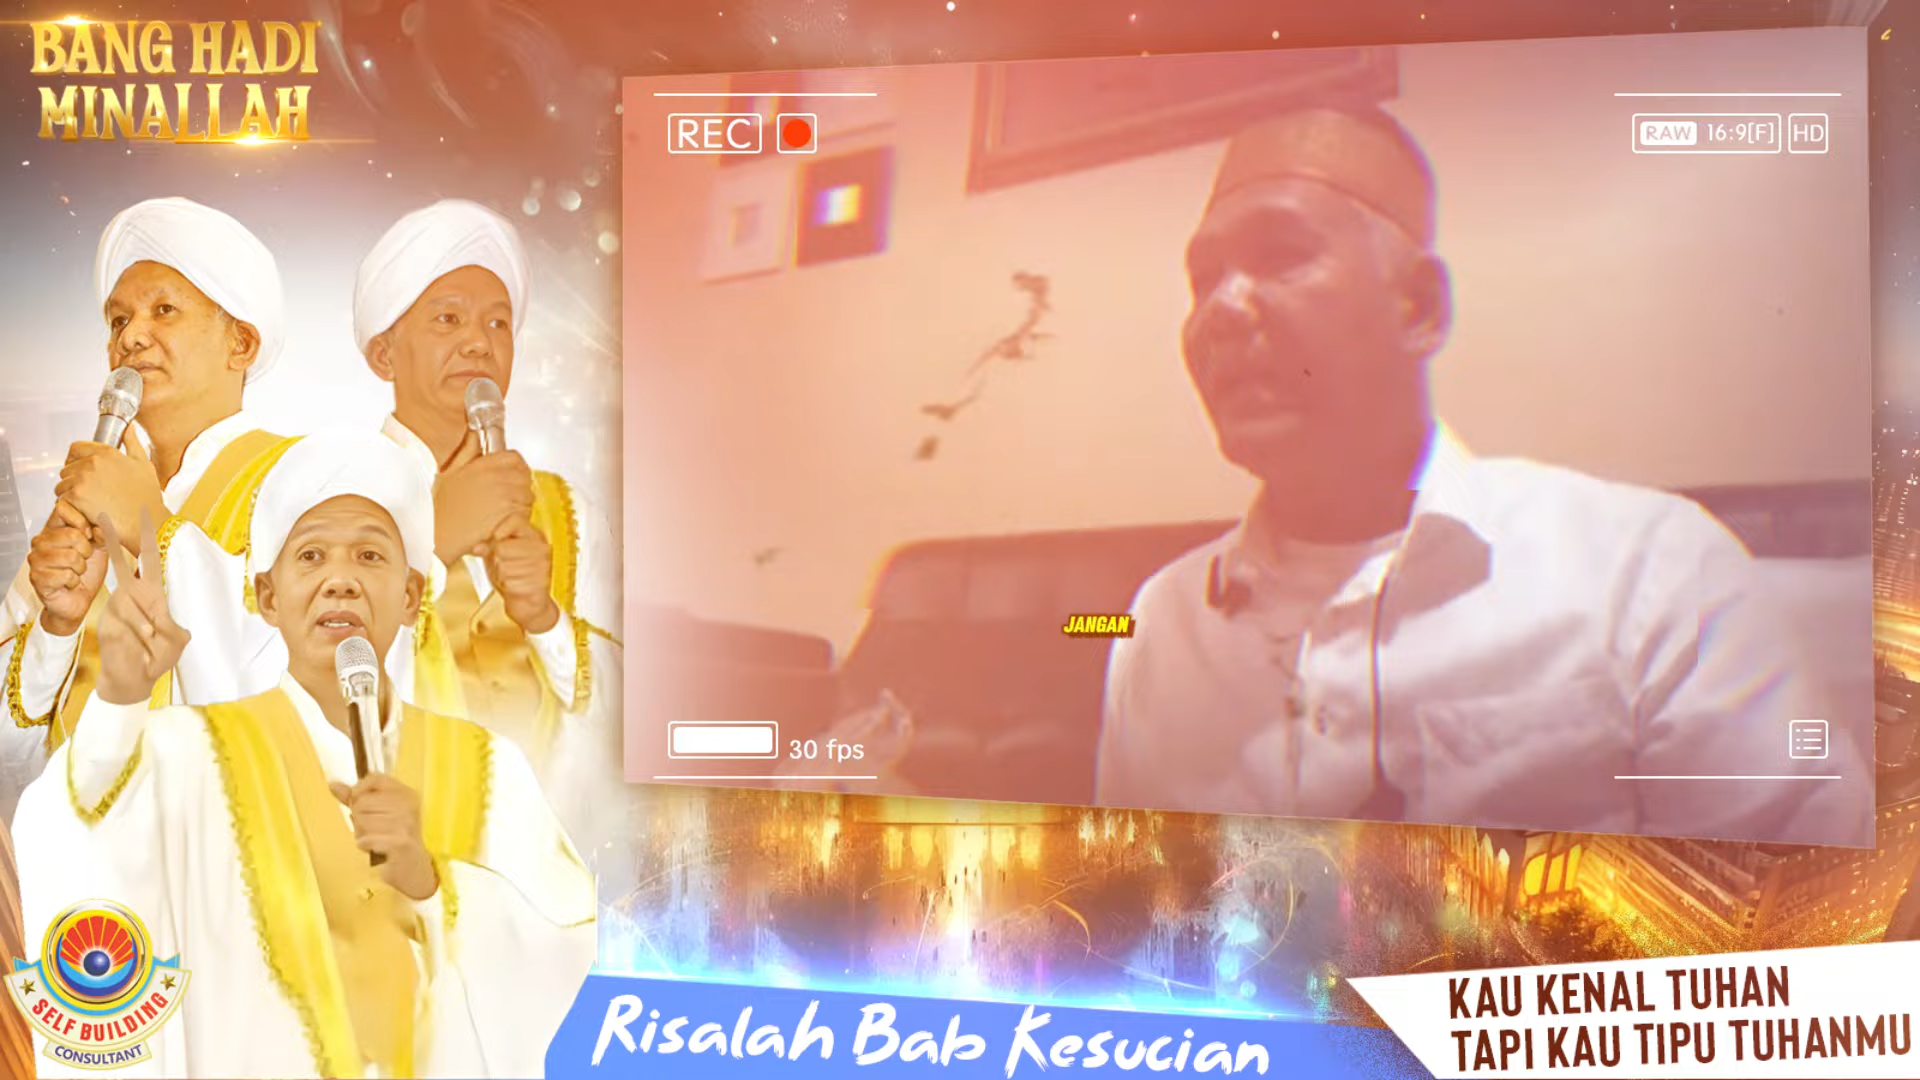 BANG HADI
MINALLAH
REC
RAW 16:9[F] HD
JANGAN
30 fps
SELF BUILDING
CONSULTANT
Risalah Bab Kesucian
KAU KENAL TUHAN
TAPI KAU TIPU TUHANMU